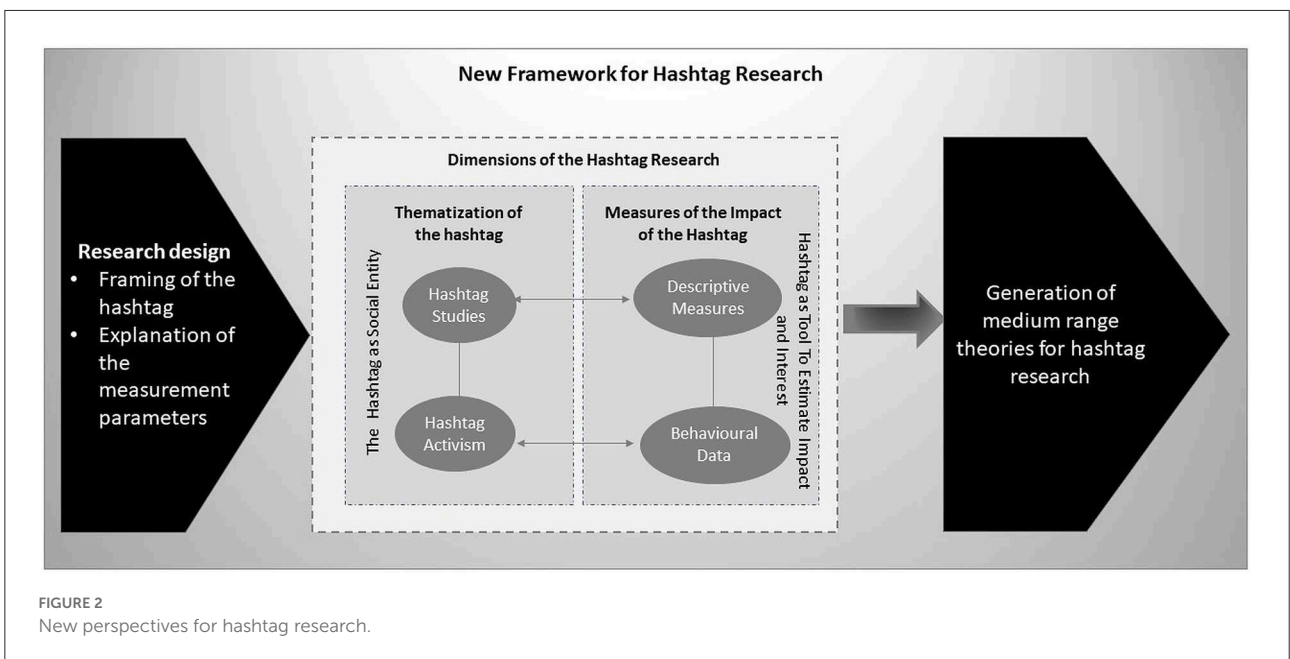 New Framework for Hashtag Research
Research design
• Framing of the
hashtag
• Explanation of
the
measurement
parameters
Dimensions of the Hashtag Research
Thematization of
the hashtag
The Hashtag as Social Entity
Hashtag
Studies
Hashtag
Activism
Measures of the Impact
of the Hashtag
Descriptive
Measures
Behavioural
Data
Hashtag as Tool To Estimate Impact
and Interest
Generation of
medium range
theories for hashtag
research
FIGURE 2
New perspectives for hashtag research.